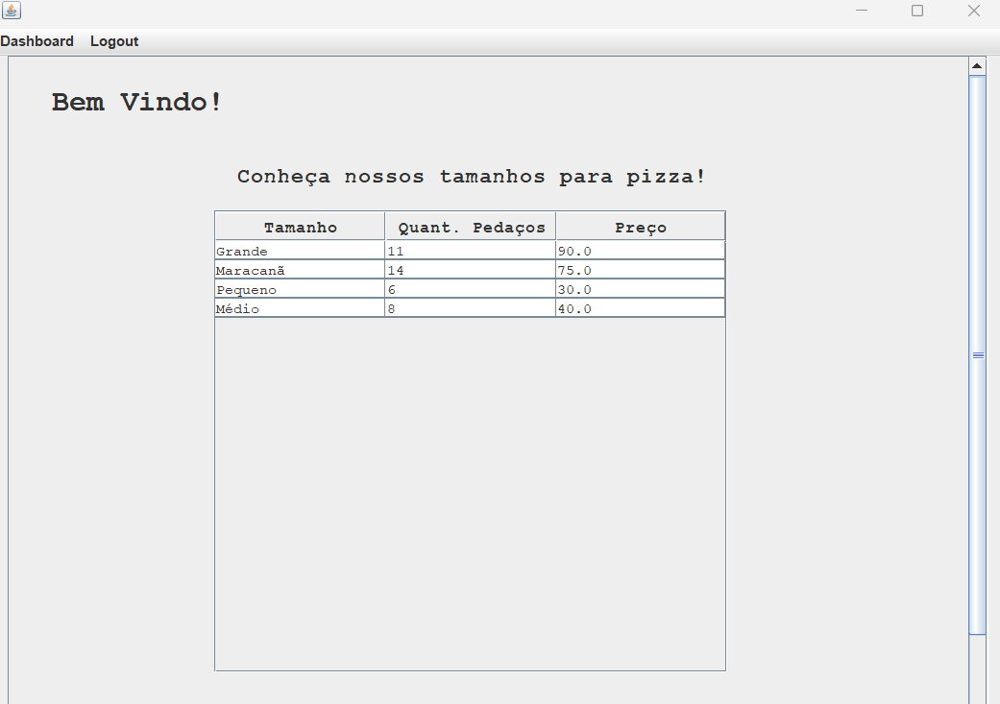 Dashboard Logout
Bem Vindo!
Conheça nossos tamanhos para pizza!
Tamanho Quant. Pedaços Preço
Grande 11 90.0
Maracanã 14 75.0
Pequeno 6 30.0
Médio 8 40.0